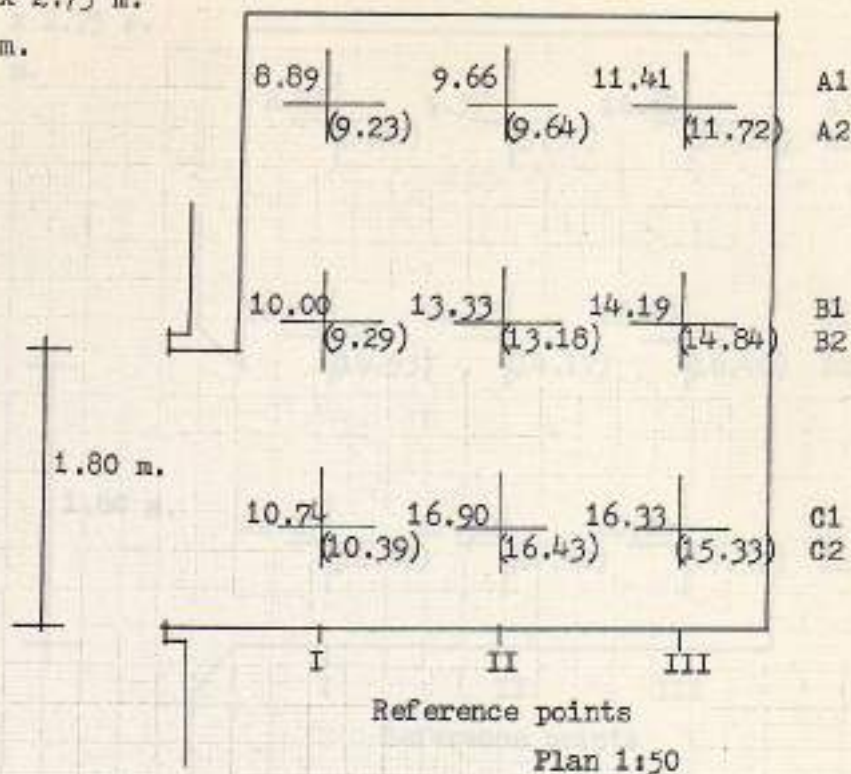 2.75 m.
m.
8.89 9.66 11.41 A1
(9.23) (9.64) (11.72) A2
10.00 13.33 14.19 B1
(9.29) (13.18) (14.84) B2
1.80 m.
10.74 16.90 16.33 C1
(10.39) (16.43) (15.33) C2
I II III
Reference points
Plan 1:50